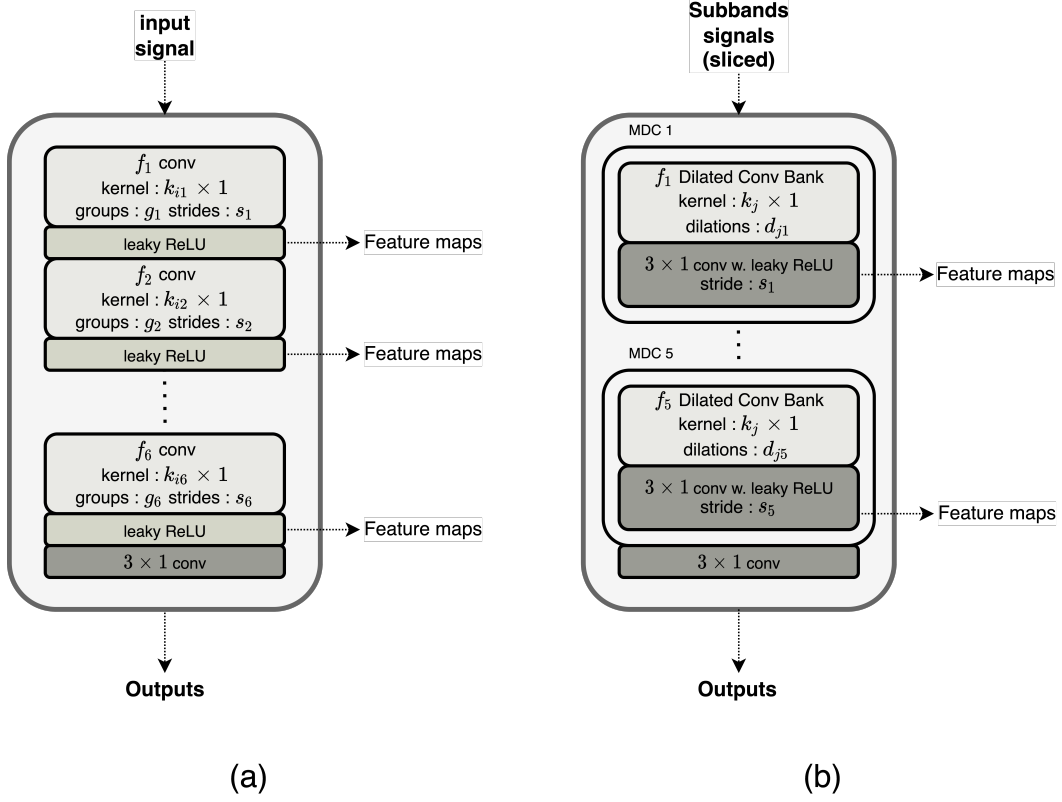 input
signal
f₁ conv
kernel : kᵢ₁ × 1
groups : g₁ strides : s₁
leaky ReLU
Feature maps
f₂ conv
kernel : kᵢ₂ × 1
groups : g₂ strides : s₂
leaky ReLU
Feature maps
f₆ conv
kernel : kᵢ₆ × 1
groups : g₆ strides : s₆
leaky ReLU
Feature maps
3 × 1 conv
Outputs
(a)
Subbands
signals
(sliced)
MDC 1
f₁ Dilated Conv Bank
kernel : kⱼ × 1
dilations : dⱼ₁
3 × 1 conv w. leaky ReLU
stride : s₁
Feature maps
MDC 5
f₅ Dilated Conv Bank
kernel : kⱼ × 1
dilations : dⱼ₅
3 × 1 conv w. leaky ReLU
stride : s₅
Feature maps
3 × 1 conv
Outputs
(b)